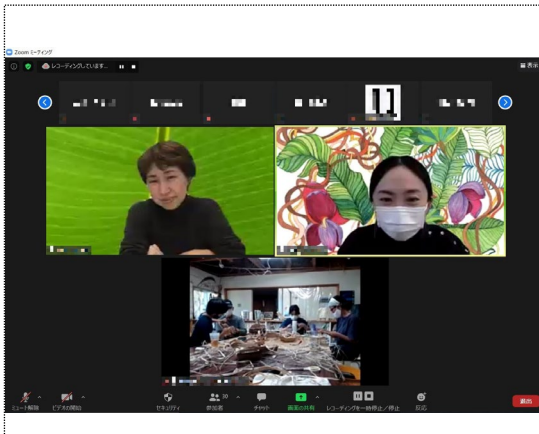 Zoom ミーティング
レコーディングしています...
表示
ミュート解除
ビデオの開始
セキュリティ
参加者
30
チャット
画面の共有
レコーディングを一時停止／停止
反応
退出